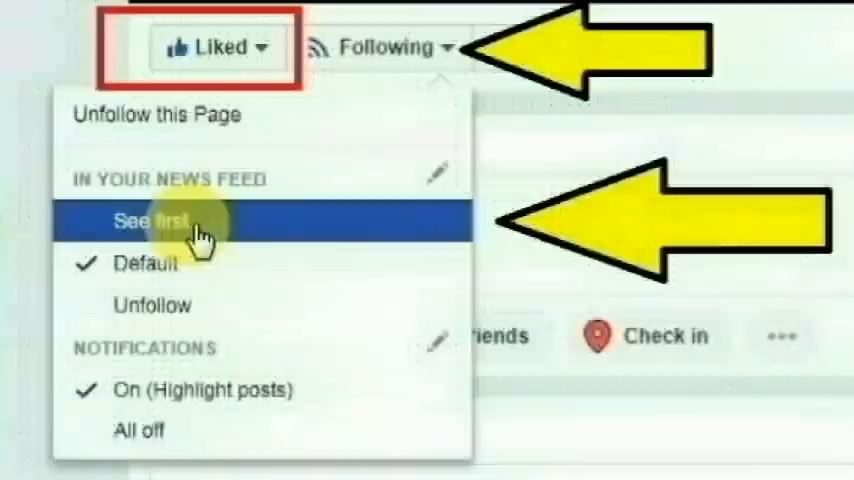 Liked Following
Unfollow this Page
IN YOUR NEWS FEED
See first
Default
Unfollow
riends Check in
NOTIFICATIONS
On (Highlight posts)
All off